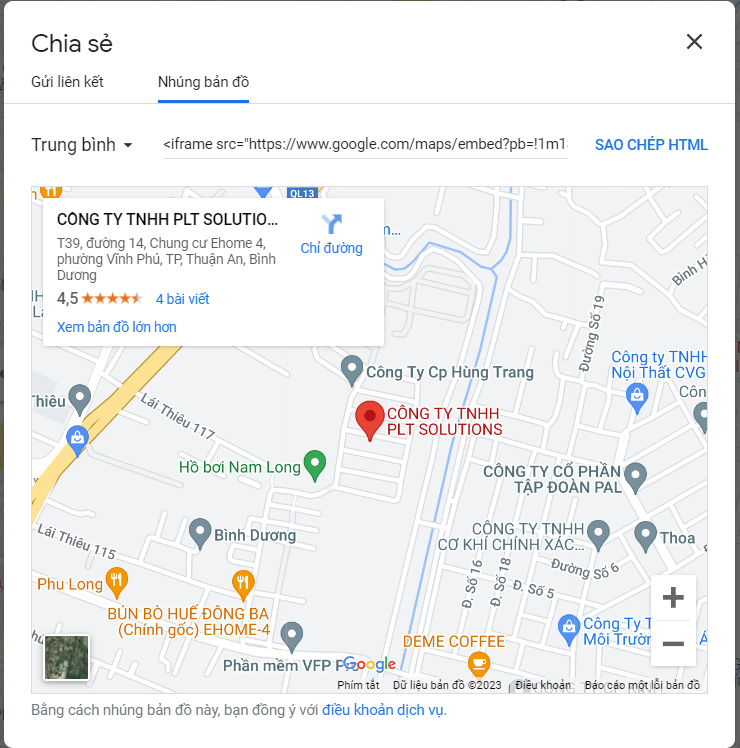 Chia sẻ
Gửi liên kết
Nhúng bản đồ
Trung bình
<iframe src="https://www.google.com/maps/embed?pb=!1m1
SAO CHÉP HTML
QL13
CÔNG TY TNHH PLT SOLUTIO...
T39, đường 14, Chung cư Ehome 4,
phường Vĩnh Phú, TP, Thuận An, Bình
Dương
4,5
4 bài viết
Xem bản đồ lớn hơn
Chỉ đường
Bình H
Đường Số 19
Công Ty Cp Hùng Trang
Công ty TNHH
Nội Thất CVG
Thiêu
Lái Thiêu 117
CÔNG TY TNHH
PLT SOLUTIONS
Côn
Hồ bơi Nam Long
CÔNG TY CỔ PHẦN
TẬP ĐOÀN PAL
Bình Dương
CÔNG TY TNHH
CƠ KHÍ CHÍNH XÁC...
Thoa
Lái Thiêu 115
Đ. Số 16
Đ. Số 18
Đường Số 6
Đ. Số 5
Phu Long
BÚN BÒ HUẾ ĐÔNG BA
(Chính gốc) EHOME-4
Công Ty T
Môi Trườn
DEME COFFEE
Phần mềm VFP P
Google
Phím tắt
Dữ liệu bản đồ ©2023
Điều khoản
Báo cáo một lỗi bản đồ
Bằng cách nhúng bản đồ này, bạn đồng ý với điều khoản dịch vụ.